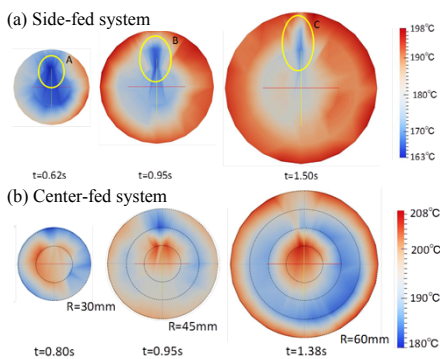 (a) Side-fed system
A
B
C
198°C
190°C
180°C
170°C
163°C
t=0.62s
t=0.95s
t=1.50s
(b) Center-fed system
208°C
200°C
190°C
180°C
R=30mm
R=45mm
R=60mm
t=0.80s
t=0.95s
t=1.38s